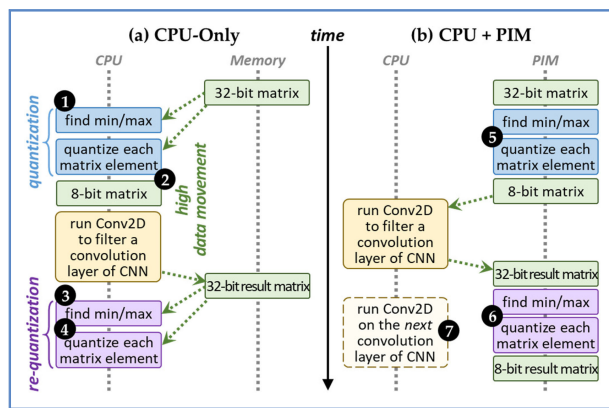 (a) CPU-Only
time
(b) CPU + PIM
CPU
Memory
CPU
PIM
1
32-bit matrix
find min/max
quantize each
matrix element
quantization
2
8-bit matrix
high
data movement
run Conv2D
to filter a
convolution
layer of CNN
32-bit result matrix
3
find min/max
4
quantize each
matrix element
re-quantization
32-bit matrix
find min/max
5
quantize each
matrix element
8-bit matrix
run Conv2D
to filter a
convolution
layer of CNN
32-bit result matrix
find min/max
6
quantize each
matrix element
8-bit result matrix
run Conv2D
on the next
convolution
layer of CNN
7